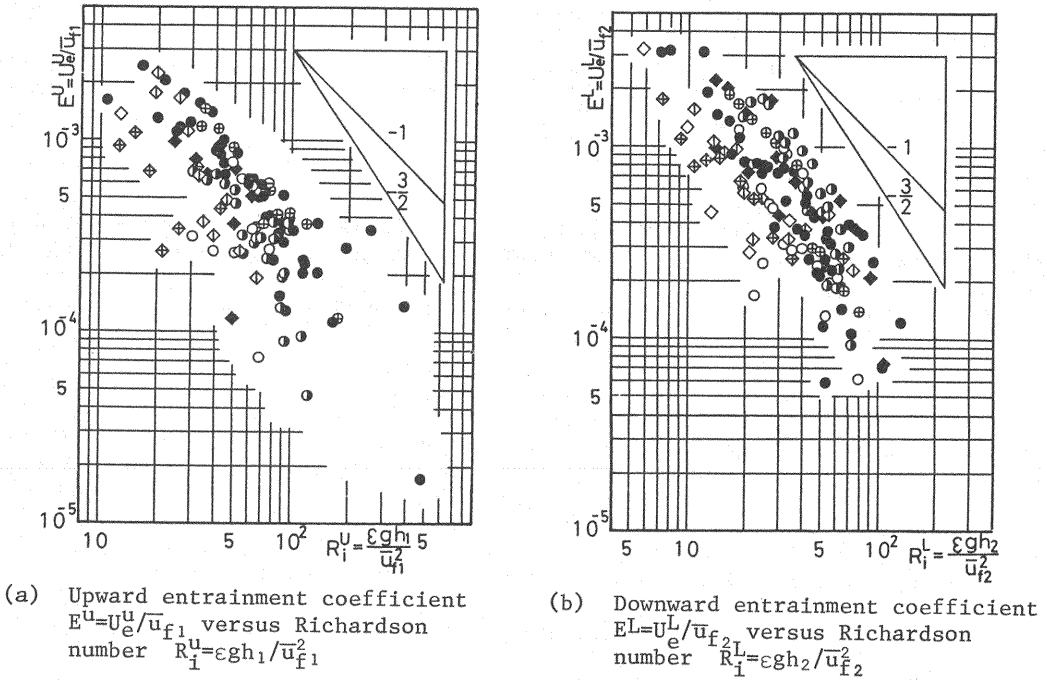 E^U=U_e^U/ū_f1
10^-3
5
10^-4
5
10^-5
-1
-3/2
10
5
10^2
R_i^U=εgh_1/ū_f1^2
5
(a) Upward entrainment coefficient
E^u=U_e^u/ū_f1 versus Richardson
number R_i^u=εgh_1/ū_f1^2
E^L=U_e^L/ū_f2
10^-3
5
10^-4
5
10^-5
-1
-3/2
5
10
5
10^2
R_i^L=εgh_2/ū_f2^2
(b) Downward entrainment coefficient
E^L=U_e^L/ū_f2 versus Richardson
number R_i^L=εgh_2/ū_f2^2